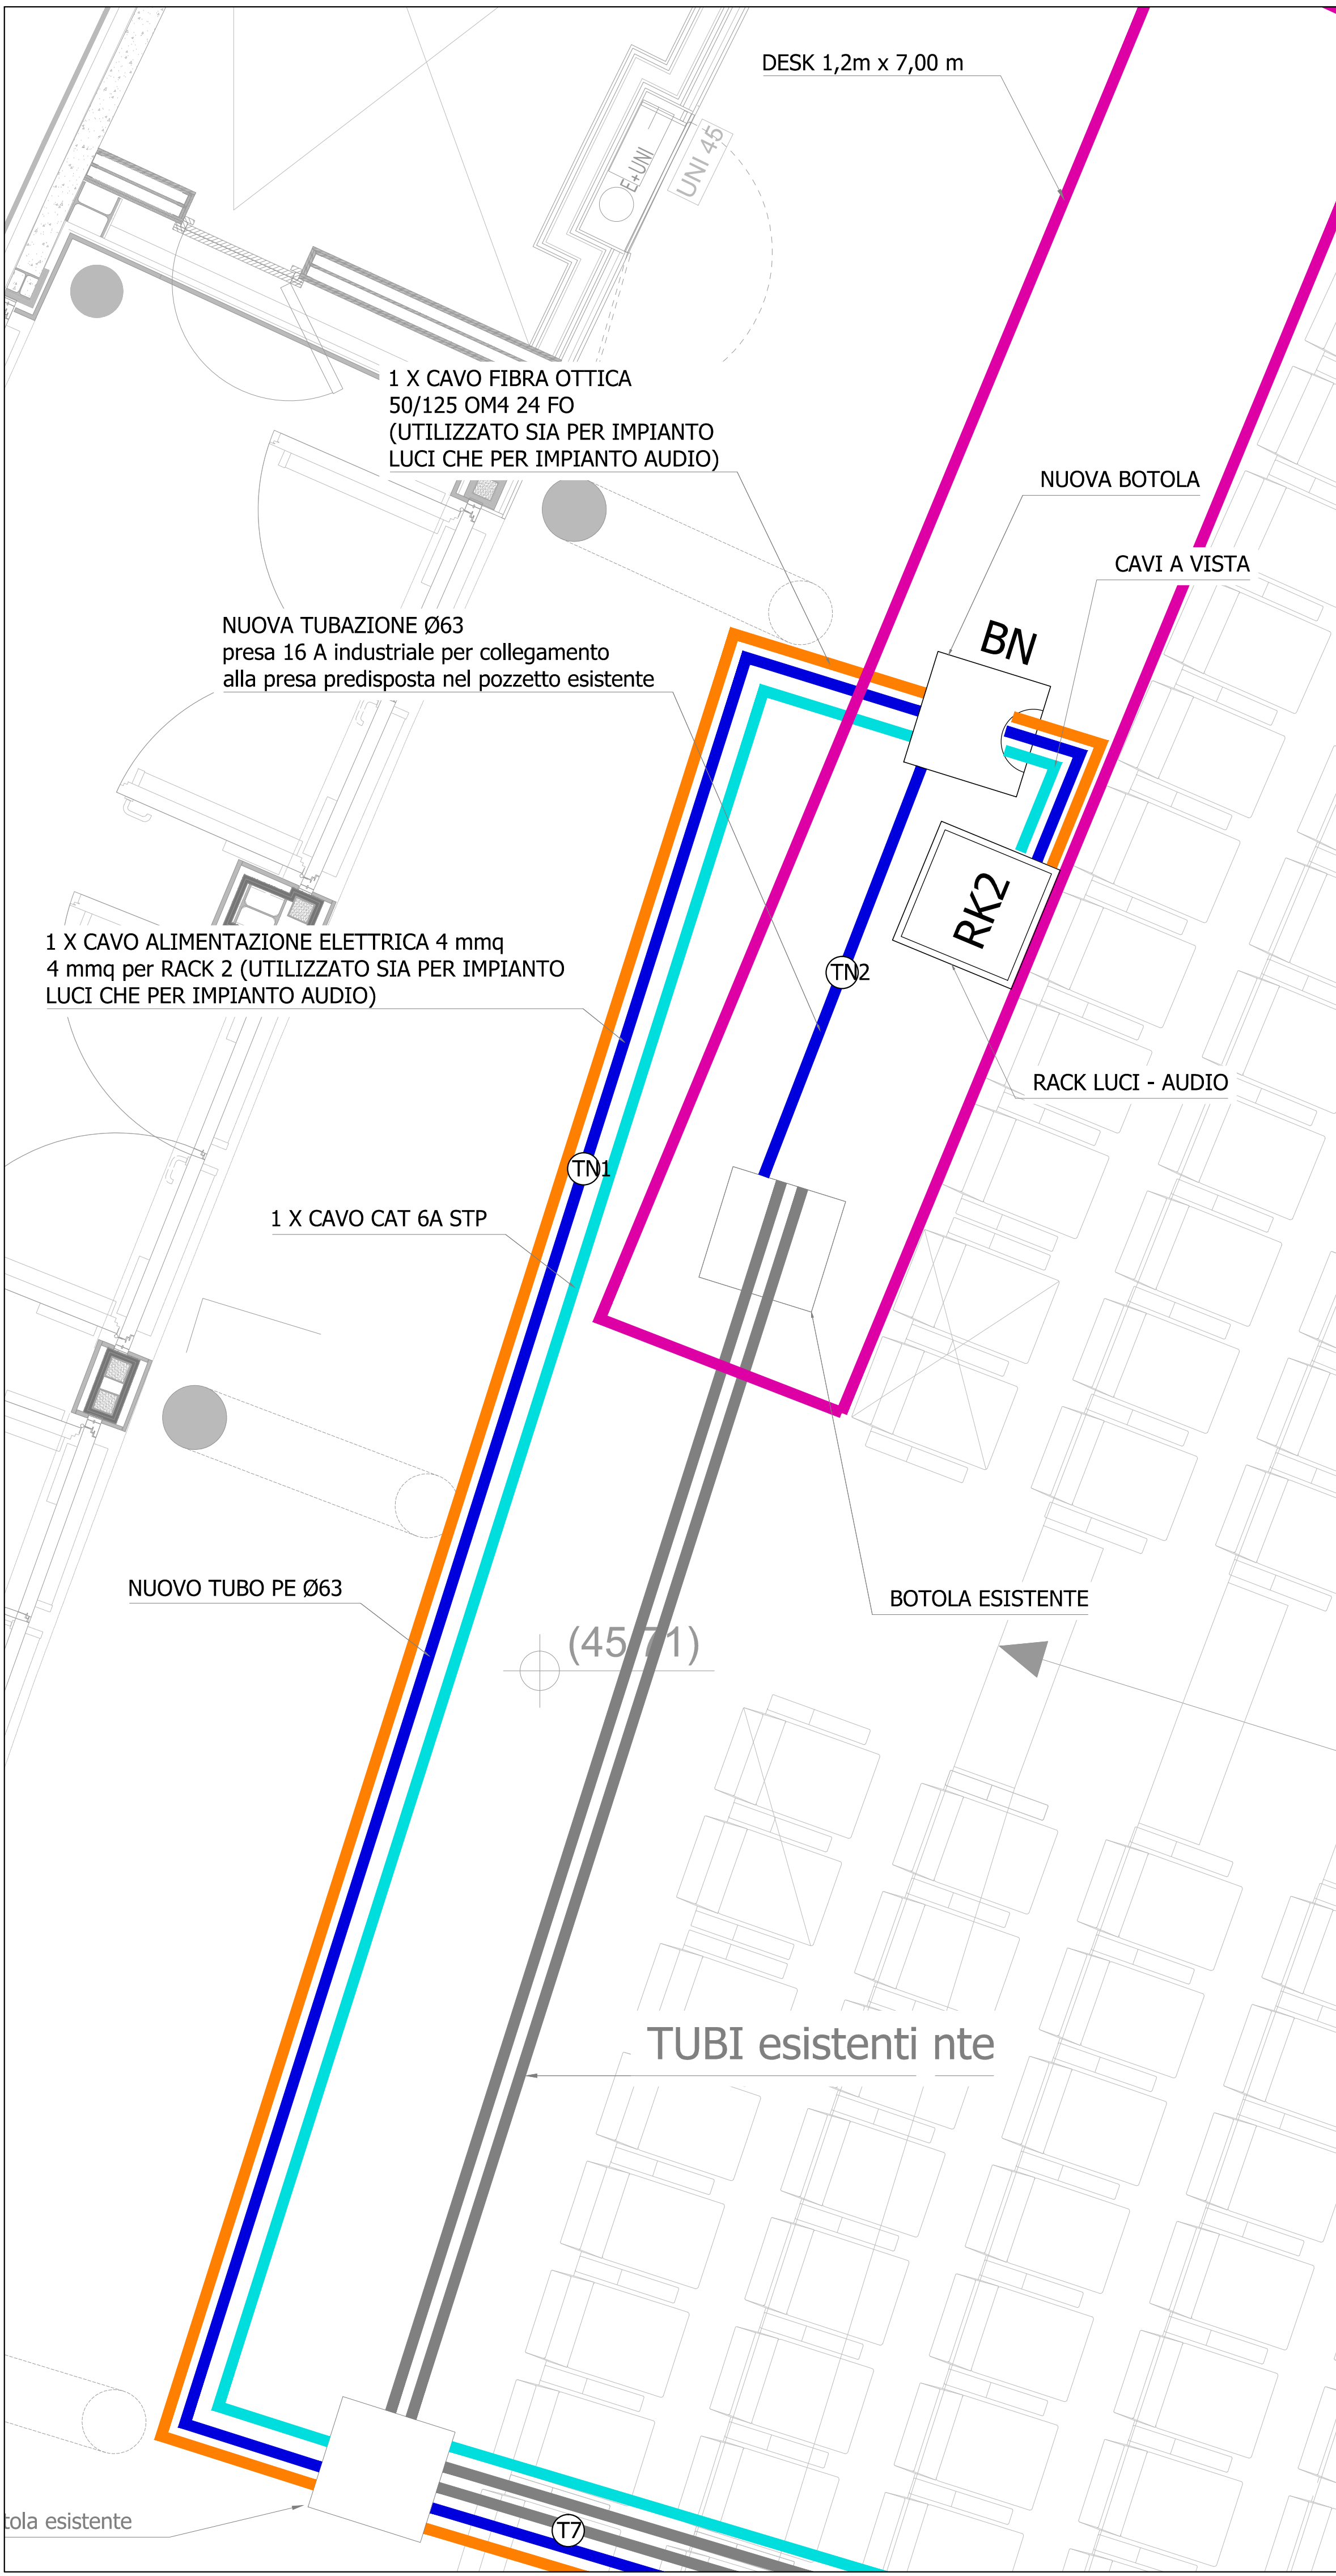 DESK 1,2m x 7,00 m
E+UNI
UNI 45
1 X CAVO FIBRA OTTICA
50/125 OM4 24 FO
(UTILIZZATO SIA PER IMPIANTO
LUCI CHE PER IMPIANTO AUDIO)
NUOVA BOTOLA
CAVI A VISTA
NUOVA TUBAZIONE Ø63
presa 16 A industriale per collegamento
alla presa predisposta nel pozzetto esistente
BN
RK2
1 X CAVO ALIMENTAZIONE ELETTRICA 4 mmq
4 mmq per RACK 2 (UTILIZZATO SIA PER IMPIANTO
LUCI CHE PER IMPIANTO AUDIO)
TN2
RACK LUCI - AUDIO
TN1
1 X CAVO CAT 6A STP
NUOVO TUBO PE Ø63
BOTOLA ESISTENTE
TUBI esistenti nte
tola esistente
T7